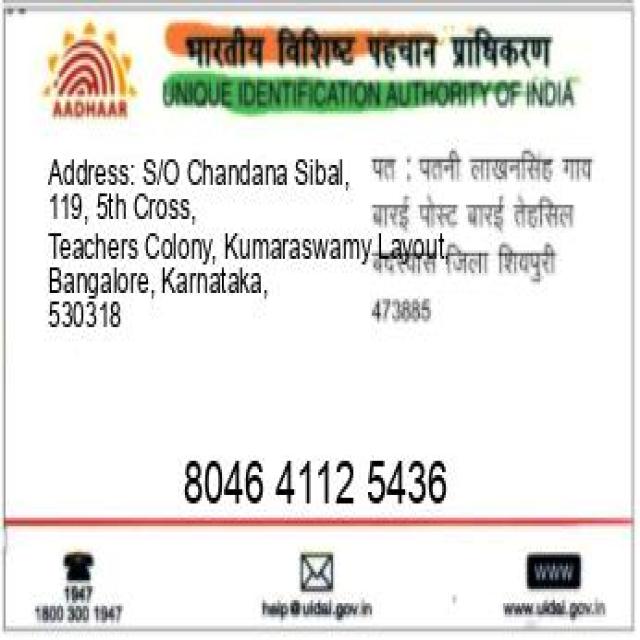 भारतीय विशिष्ट पहचान प्राधिकरण
UNIQUE IDENTIFICATION AUTHORITY OF INDIA
AADHAAR
Address: S/O Chandana Sibal,
119, 5th Cross,
Teachers Colony, Kumaraswamy Layout,
Bangalore, Karnataka,
530318
पत : पतनी लाखनसिंह गाय
बारई पोस्ट बारई तेहसिल
बदरवास जिला शिवपुरी
473885
8046 4112 5436
1947
1800 300 1947
help@uidai.gov.in
WWW
www.uidai.gov.in